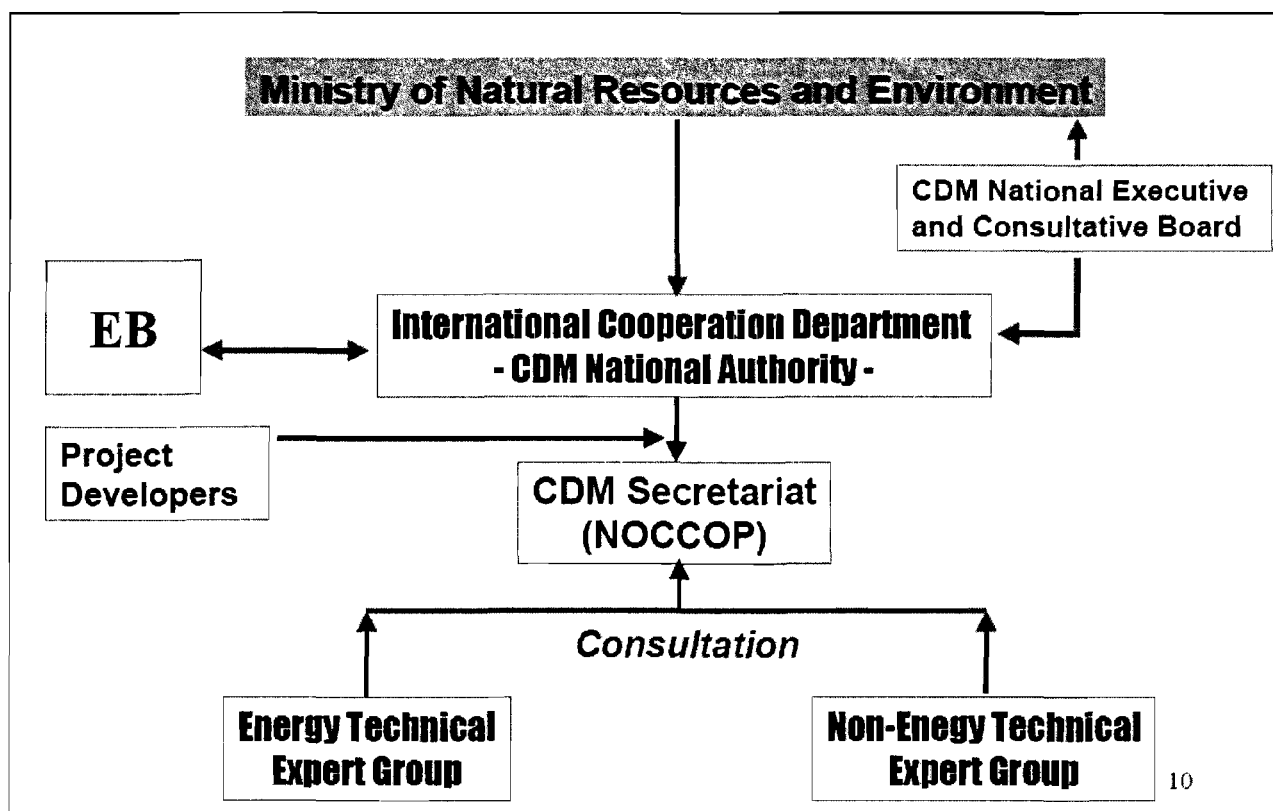 Ministry of Natural Resources and Environment
CDM National Executive
and Consultative Board
EB
International Cooperation Department
- CDM National Authority -
Project
Developers
CDM Secretariat
(NOCCOP)
Consultation
Energy Technical
Expert Group
Non-Enegy Technical
Expert Group
10